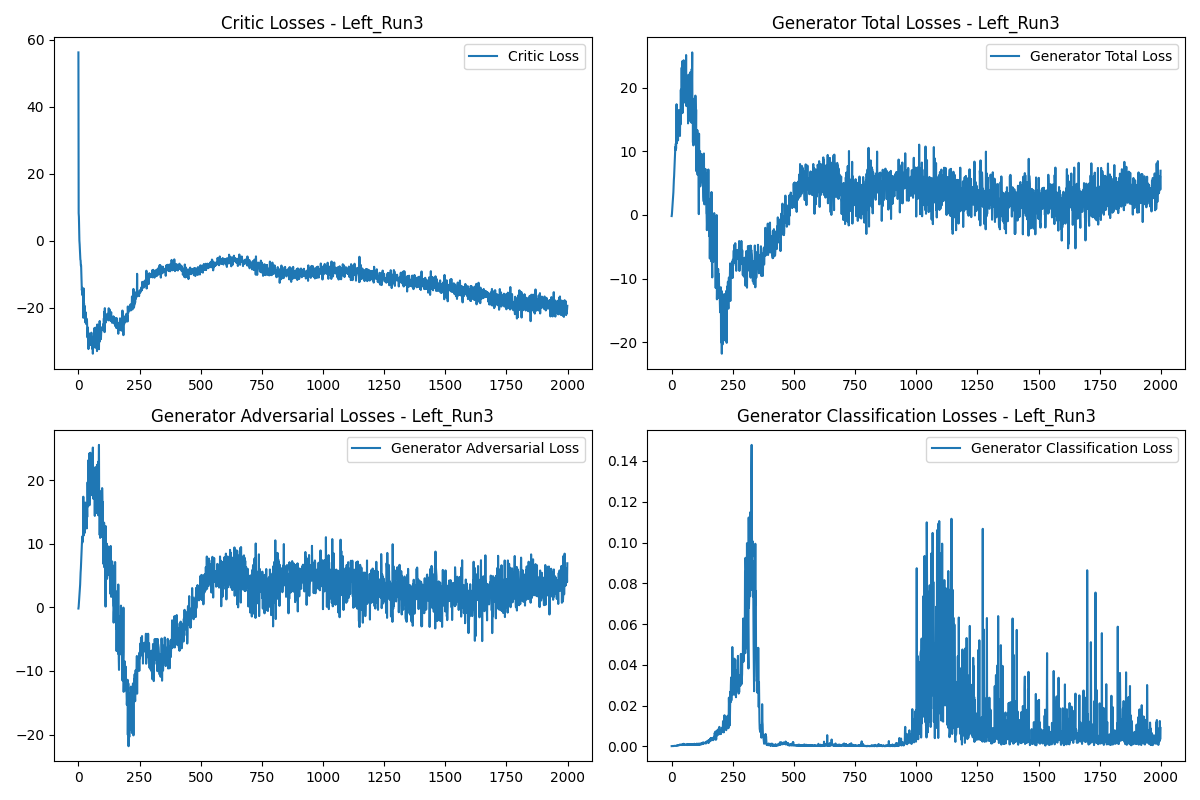 Critic Losses - Left_Run3
Critic Loss
60
40
20
0
−20
0 250 500 750 1000 1250 1500 1750 2000
Generator Total Losses - Left_Run3
Generator Total Loss
20
10
0
−10
−20
0 250 500 750 1000 1250 1500 1750 2000
Generator Adversarial Losses - Left_Run3
Generator Adversarial Loss
20
10
0
−10
−20
0 250 500 750 1000 1250 1500 1750 2000
Generator Classification Losses - Left_Run3
Generator Classification Loss
0.14
0.12
0.10
0.08
0.06
0.04
0.02
0.00
0 250 500 750 1000 1250 1500 1750 2000